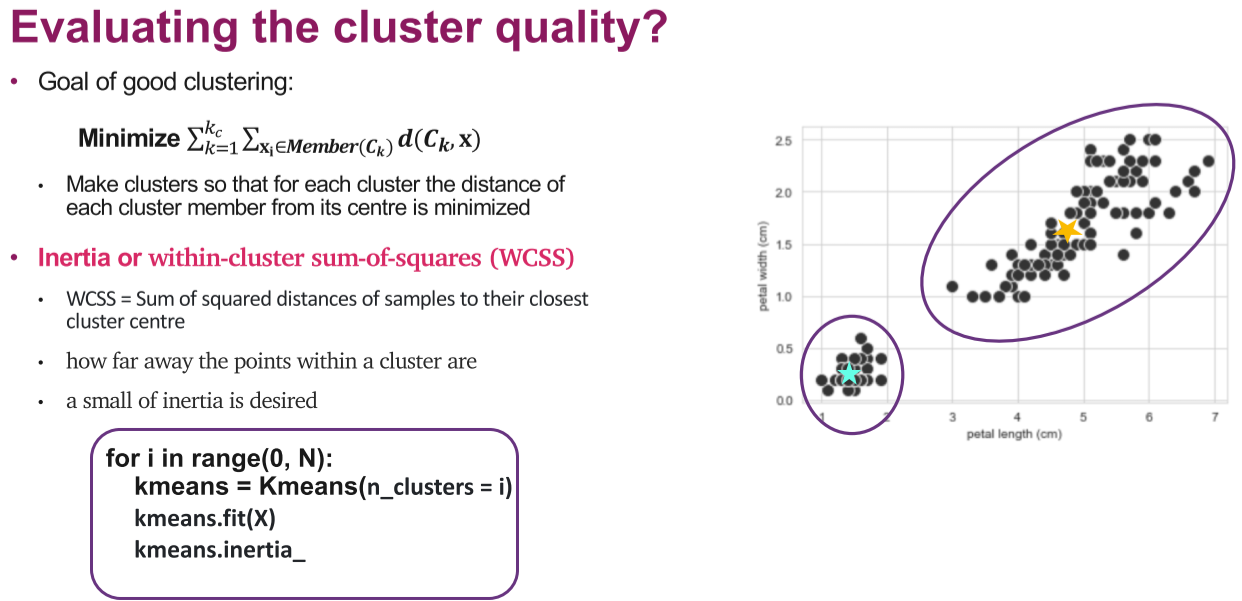 Evaluating the cluster quality?
• Goal of good clustering:
Minimize ∑_{k=1}^{k_c} ∑_{x_i∈Member(C_k)} d(C_k, x)
• Make clusters so that for each cluster the distance of
each cluster member from its centre is minimized
• Inertia or within-cluster sum-of-squares (WCSS)
• WCSS = Sum of squared distances of samples to their closest
cluster centre
• how far away the points within a cluster are
• a small of inertia is desired
for i in range(0, N):
kmeans = Kmeans(n_clusters = i)
kmeans.fit(X)
kmeans.inertia_
2.5
2.0
1.5
1.0
0.5
0.0
petal width (cm)
1 2 3 4 5 6 7
petal length (cm)